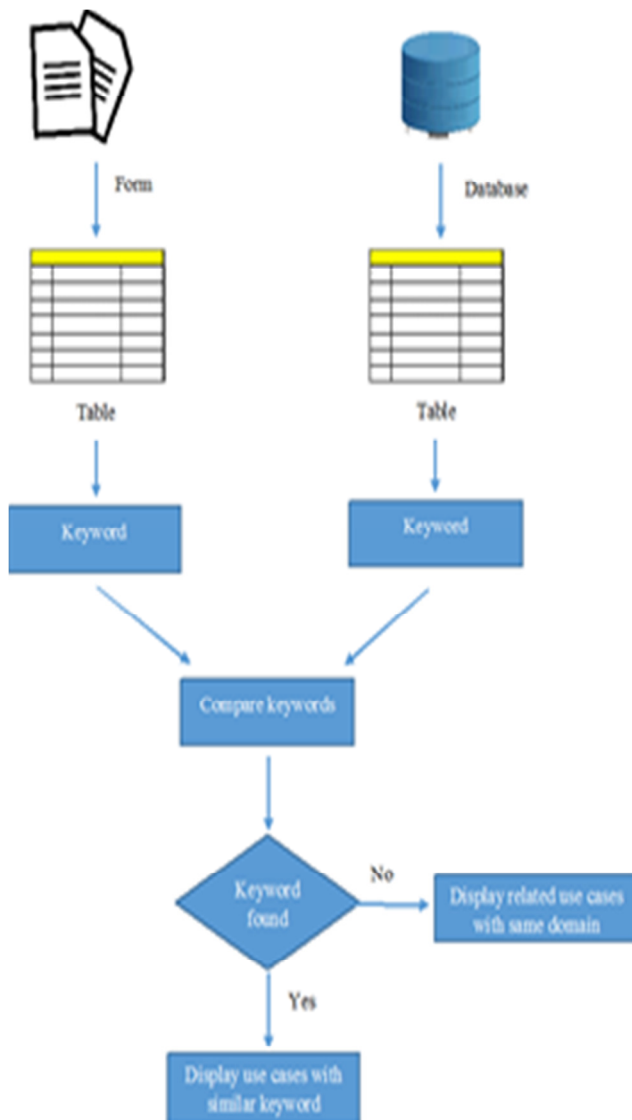 Form
Database
Table
Table
Keyword
Keyword
Compare keywords
Keyword
found
No
Display related use cases
with same domain
Yes
Display use cases with
similar keyword